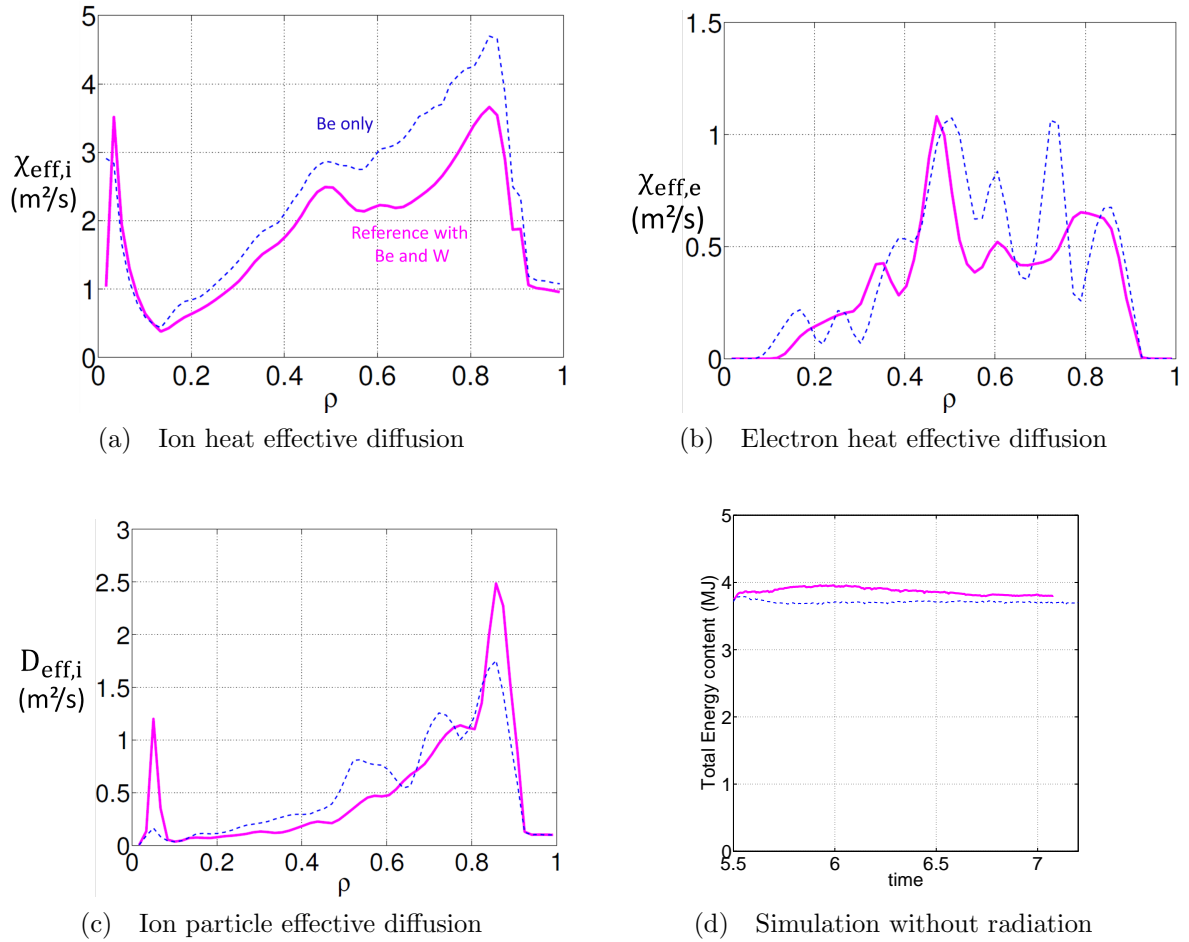 5
4
3
2
1
0
χeff,i
(m²/s)
Be only
Reference with
Be and W
0 0.2 0.4 0.6 0.8 1
ρ
(a) Ion heat effective diffusion
1.5
1
0.5
0
χeff,e
(m²/s)
0 0.2 0.4 0.6 0.8 1
ρ
(b) Electron heat effective diffusion
3
2.5
2
1.5
1
0.5
0
Deff,i
(m²/s)
0 0.2 0.4 0.6 0.8 1
ρ
(c) Ion particle effective diffusion
5
4
3
2
1
0
Total Energy content (MJ)
5.5 6 6.5 7
time
(d) Simulation without radiation